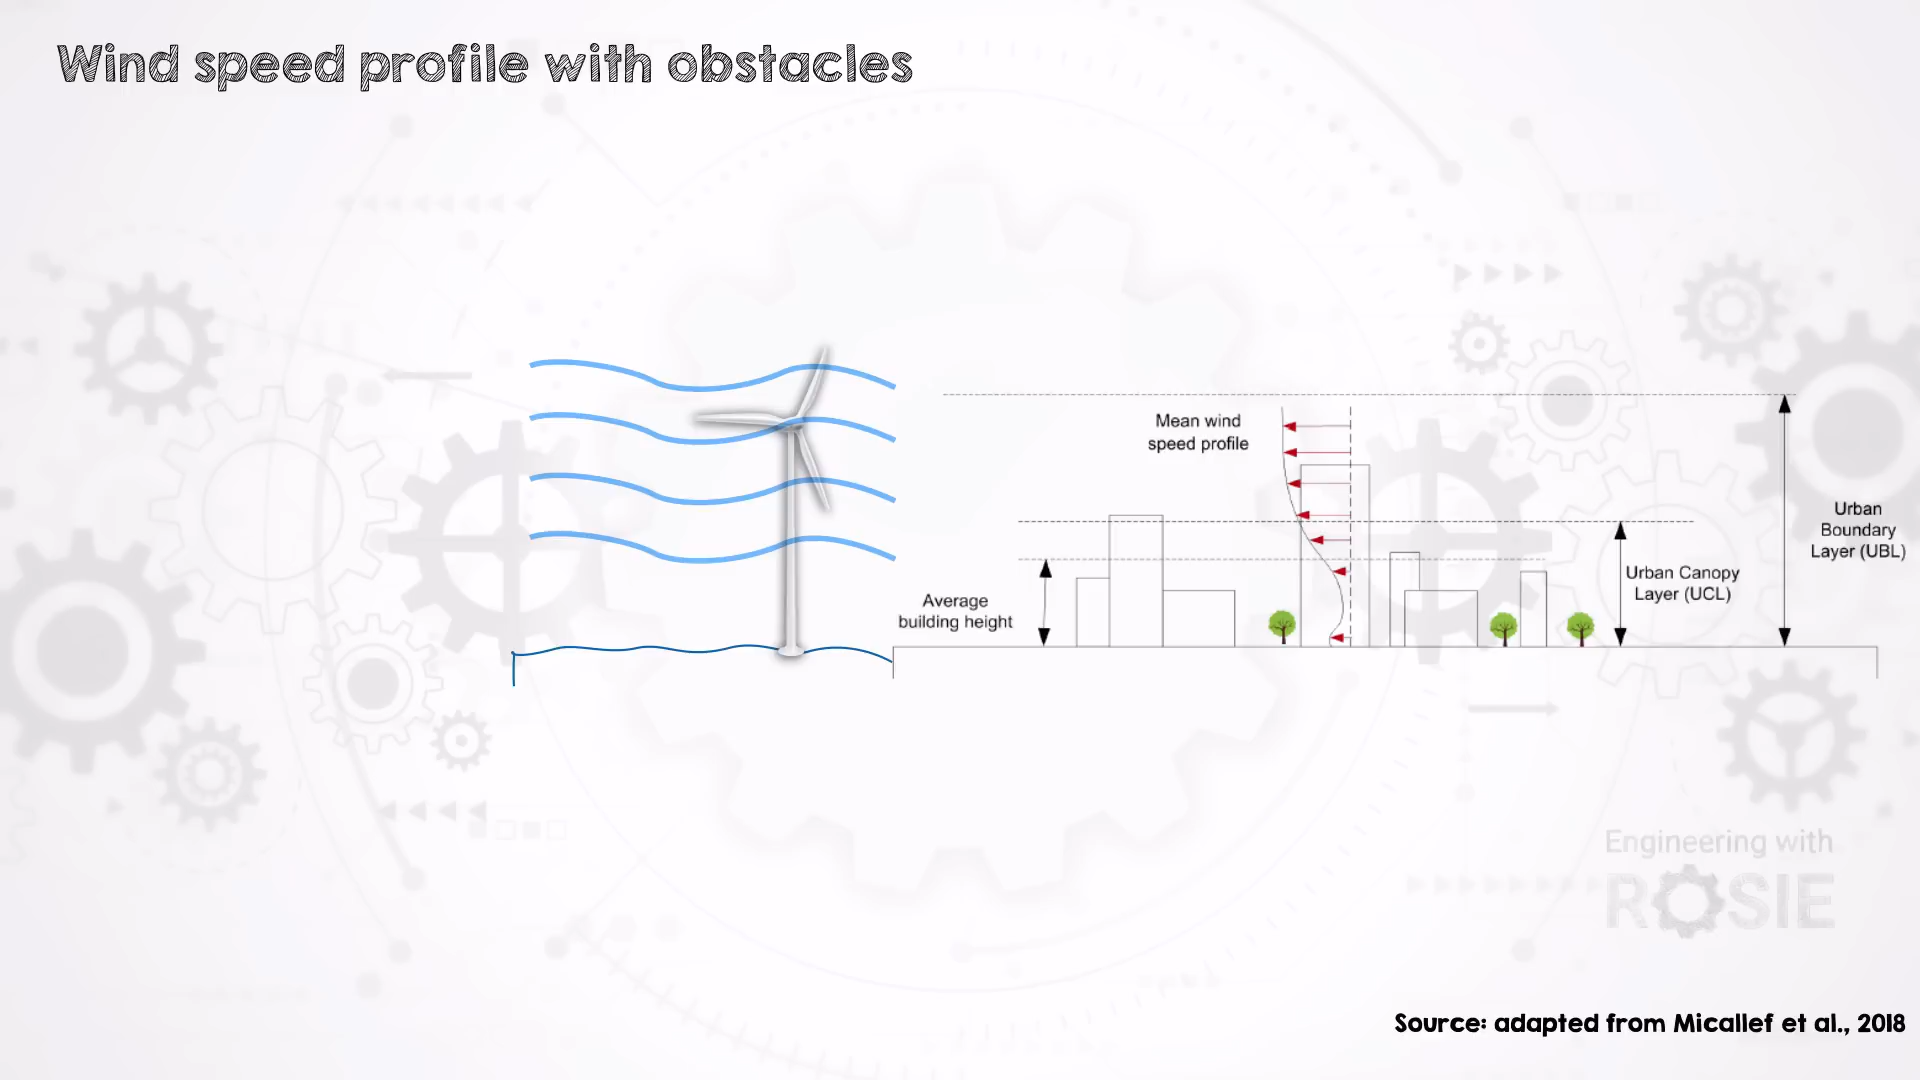 Wind speed profile with obstacles
Mean wind
speed profile
Average
building height
Urban Canopy
Layer (UCL)
Urban
Boundary
Layer (UBL)
Engineering with
ROSIE
Source: adapted from Micallef et al., 2018